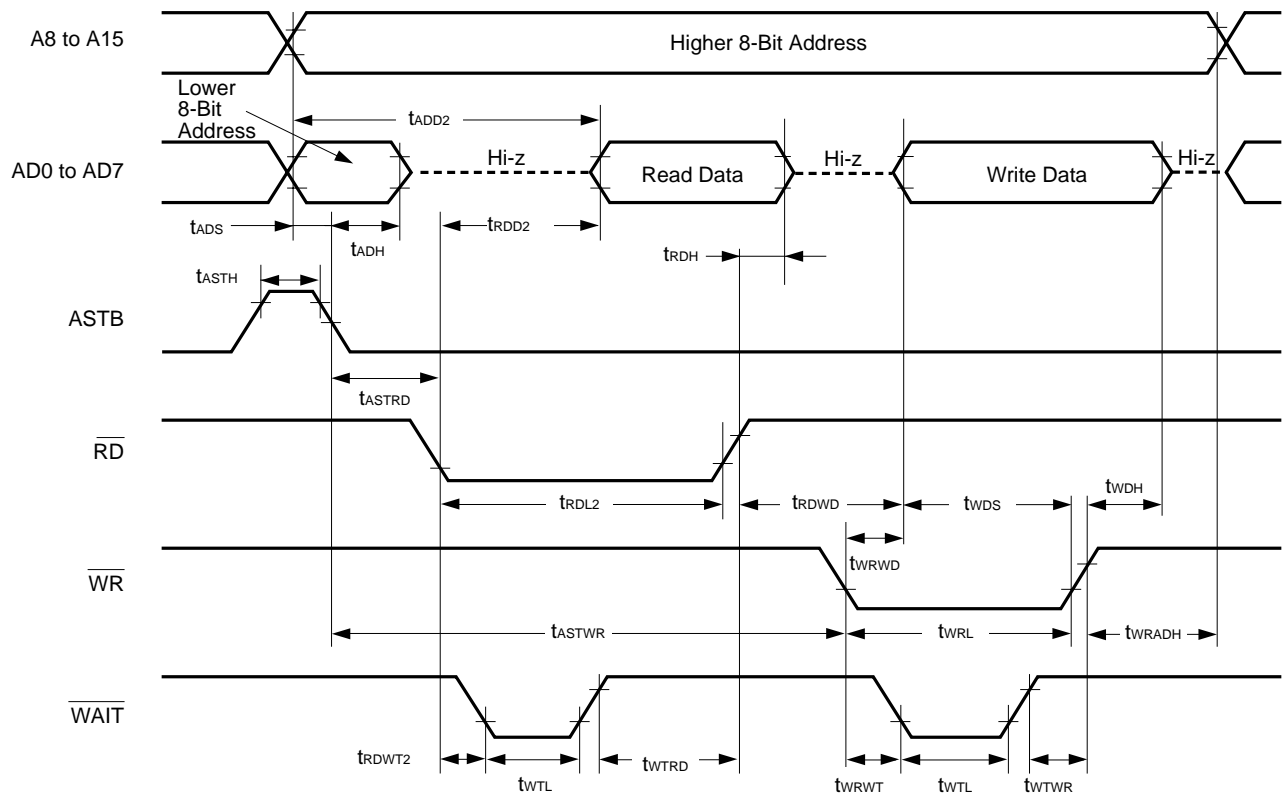 A8 to A15
Higher 8-Bit Address
Lower
8-Bit
Address
tADD2
AD0 to AD7
Hi-z
Read Data
Hi-z
Write Data
Hi-z
tADS
tADH
tRDD2
tRDH
tASTH
ASTB
tASTRD
RD
tRDL2
tRDWD
tWDS
tWDH
tWRWD
WR
tASTWR
tWRL
tWRADH
WAIT
tRDWT2
tWTL
tWTRD
tWRWT
tWTL
tWTWR